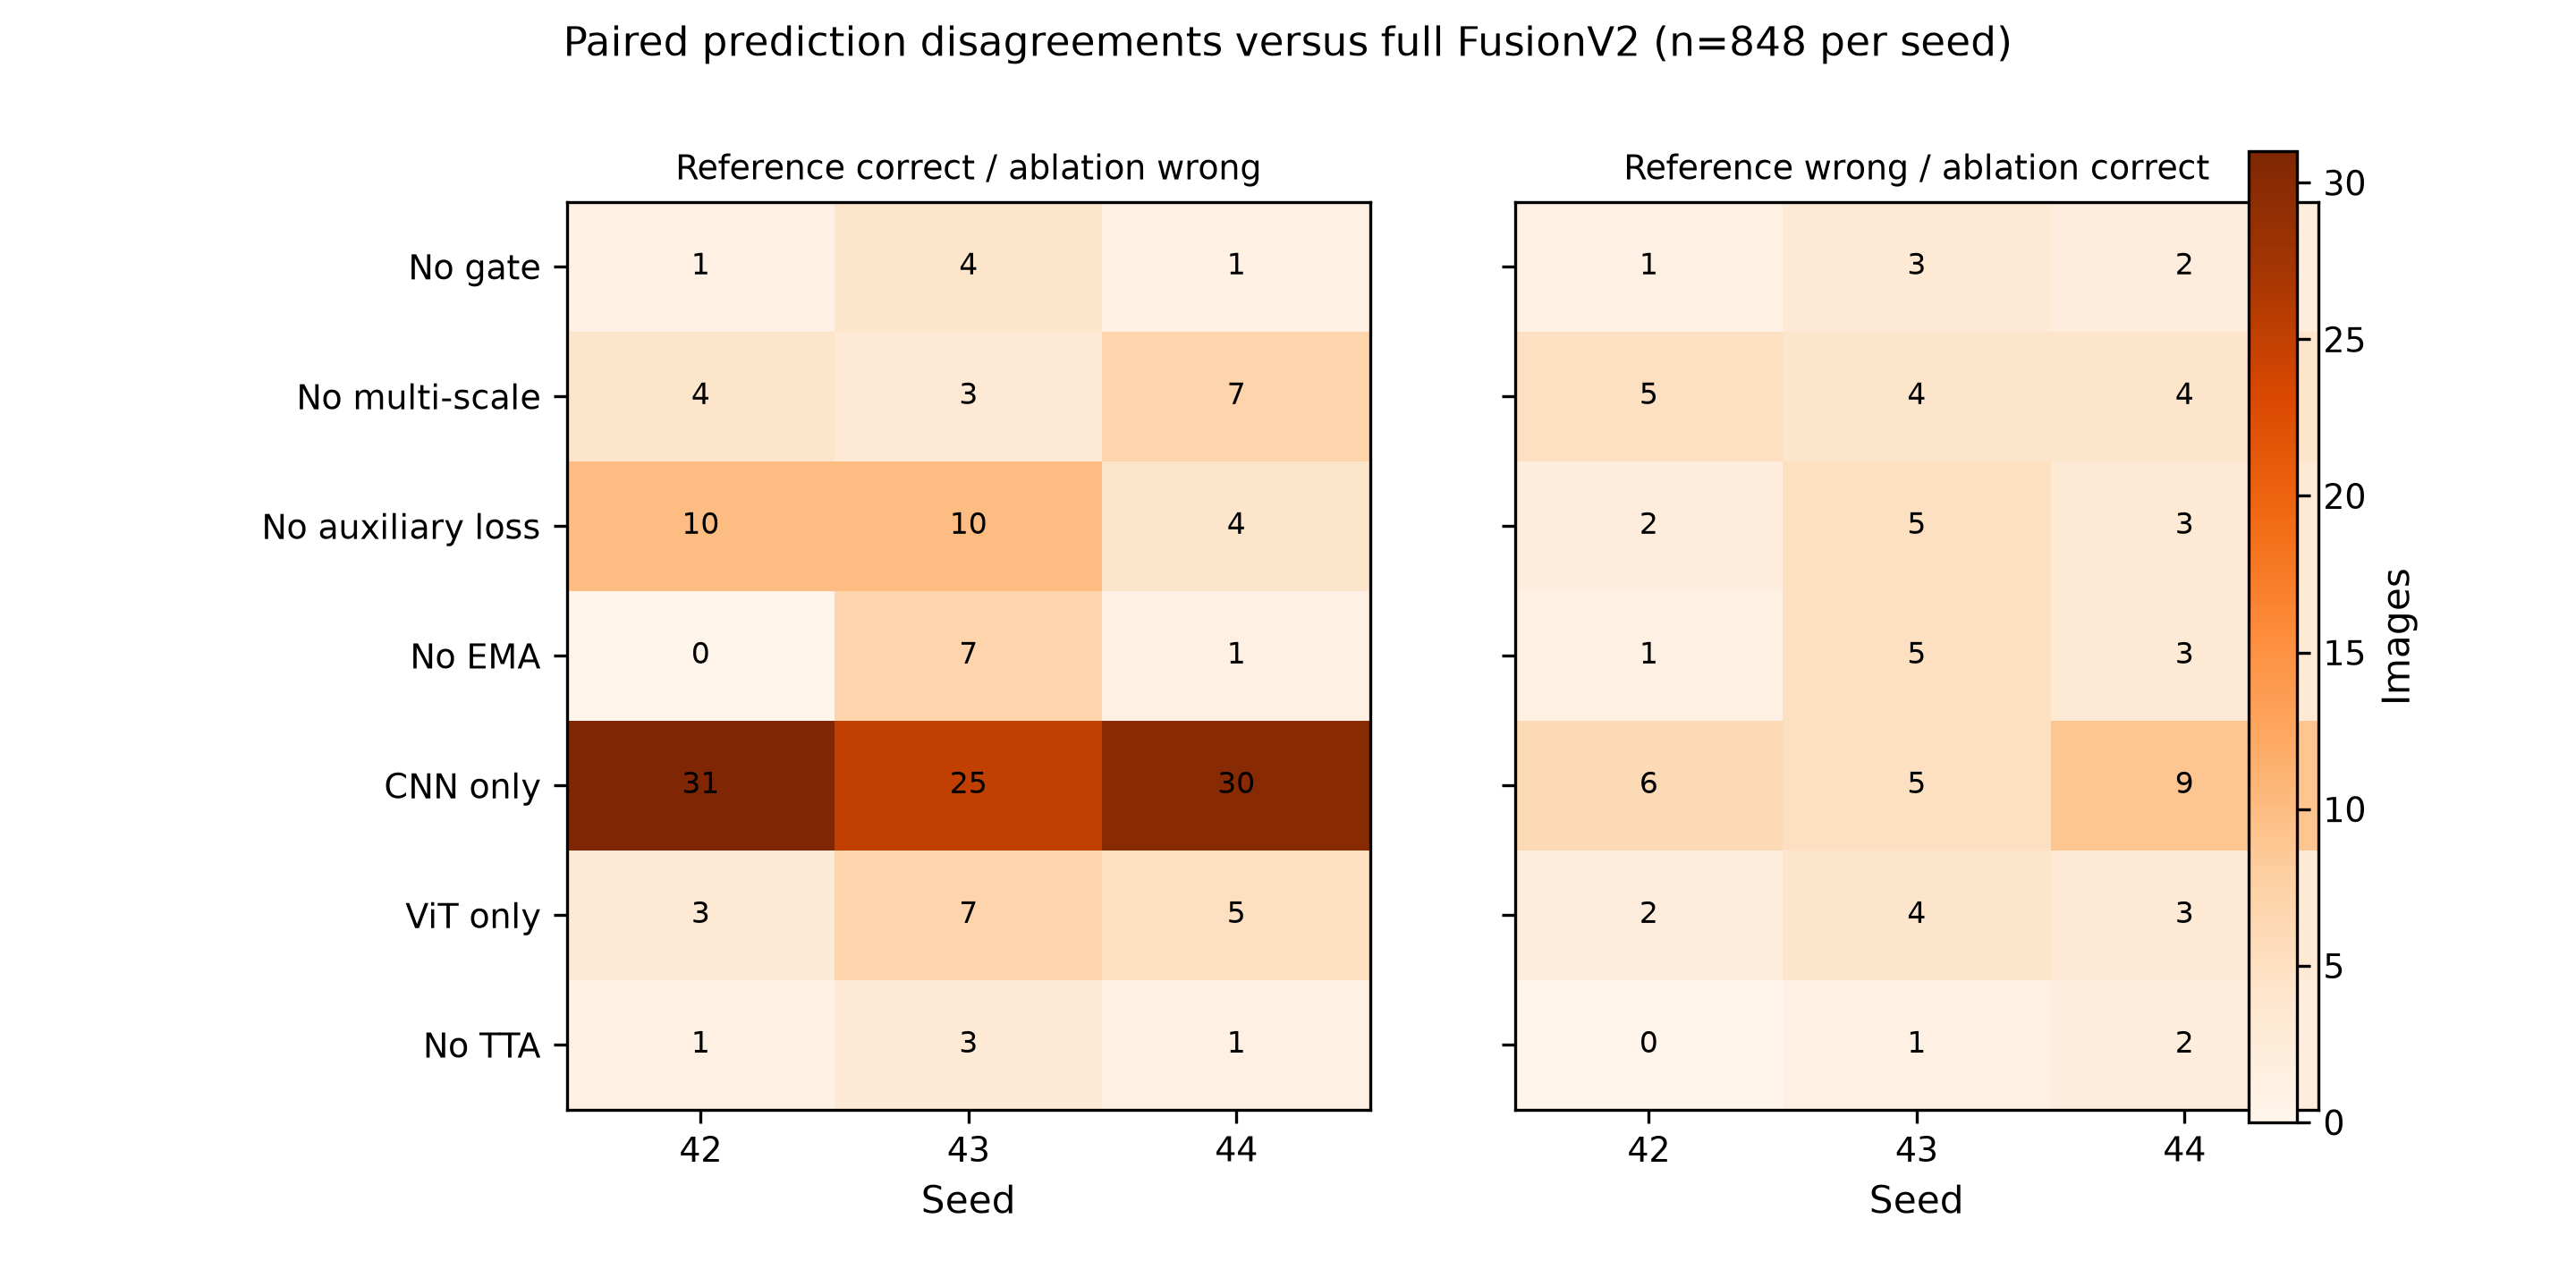 Paired prediction disagreements versus full FusionV2 (n=848 per seed)
Reference correct / ablation wrong
Reference wrong / ablation correct
No gate 1 4 1 1 3 2
No multi-scale 4 3 7 5 4 4
No auxiliary loss 10 10 4 2 5 3
No EMA 0 7 1 1 5 3
CNN only 31 25 30 6 5 9
ViT only 3 7 5 2 4 3
No TTA 1 3 1 0 1 2
42 43 44
Seed
42 43 44
Seed
30
25
20
15
10
5
0
Images